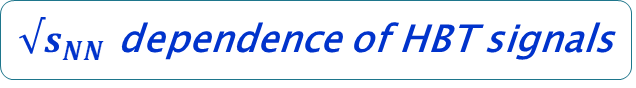 √s_NN dependence of HBT signals